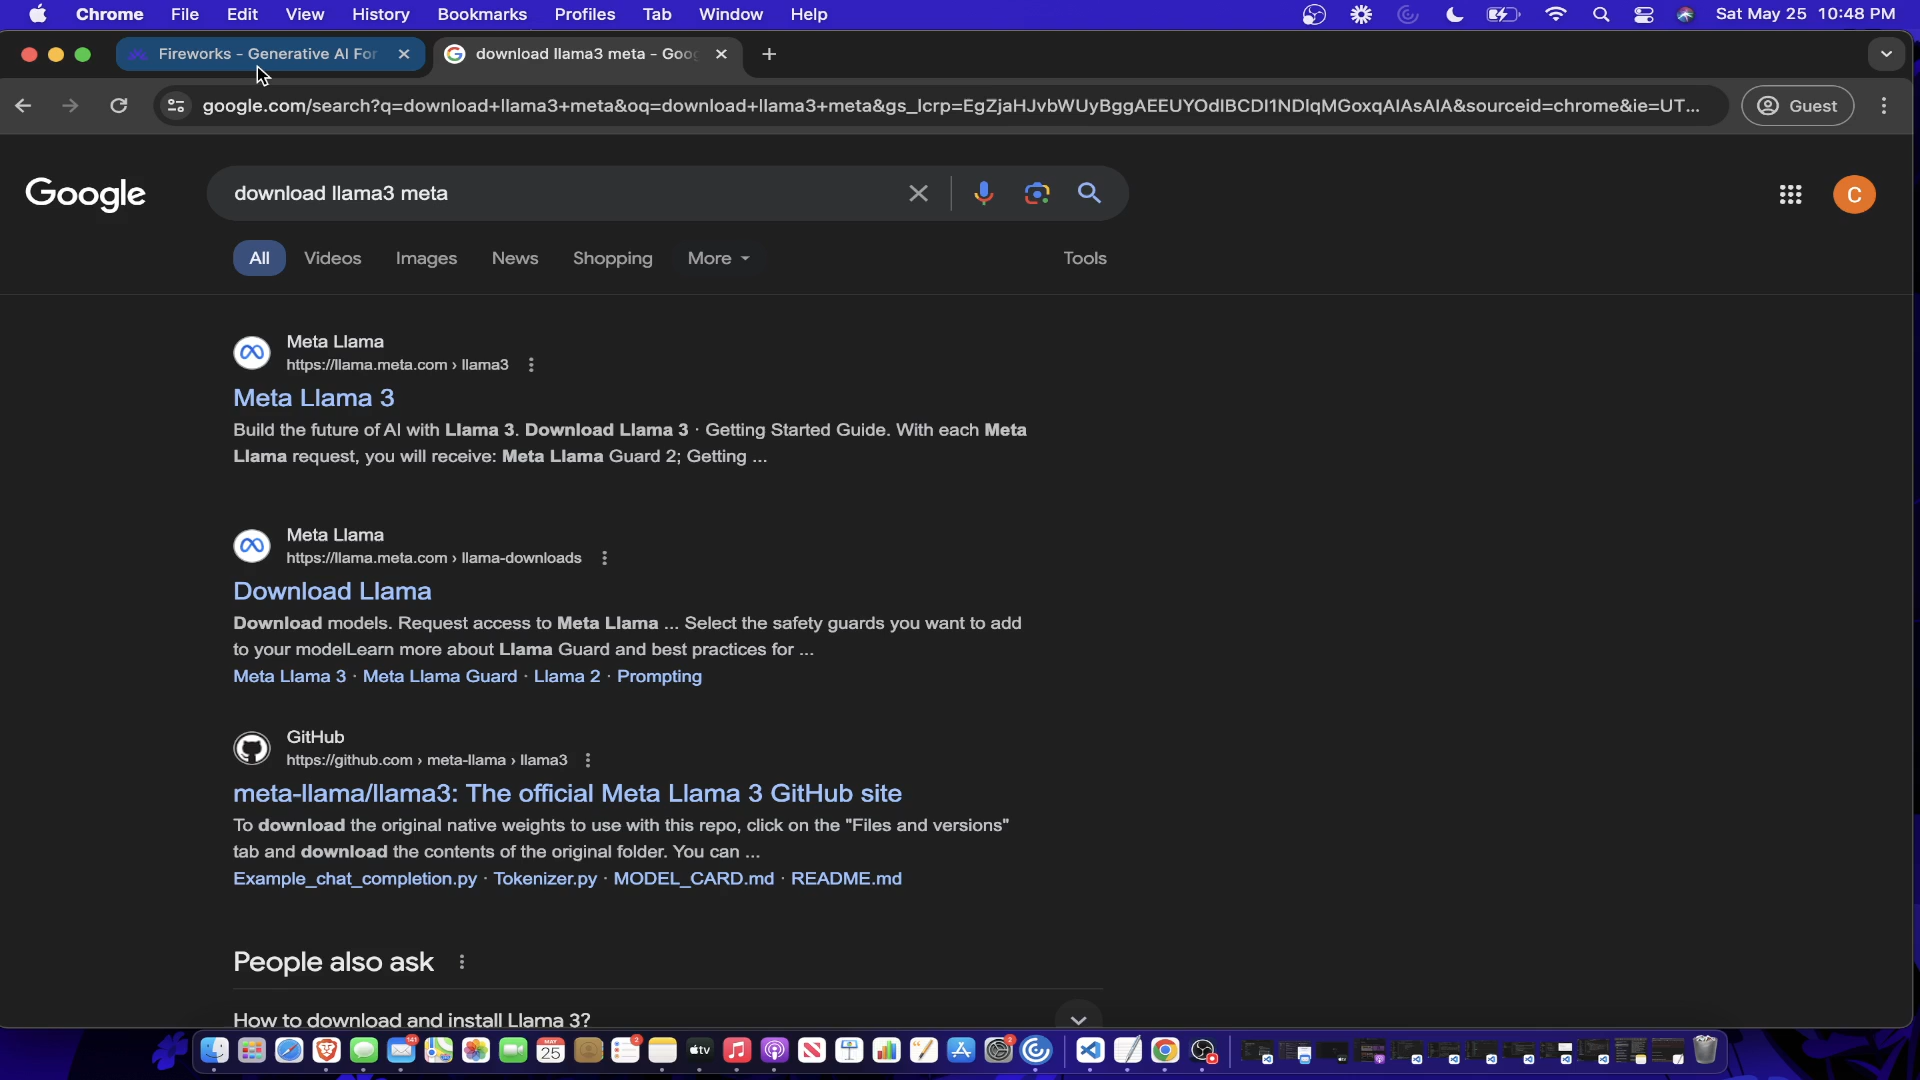 Chrome File Edit View History Bookmarks Profiles Tab Window Help Sat May 25 10:48 PM
Fireworks - Generative AI For download llama3 meta - Goo
google.com/search?q=download+llama3+meta&oq=download+llama3+meta&gs_lcrp=EgZjaHJvbWUyBggAEEUYOdIBCDI1NDlqMGoxqAIAsAIA&sourceid=chrome&ie=UT... Guest
Google download llama3 meta C
All Videos Images News Shopping More Tools
Meta Llama
https://llama.meta.com › llama3
Meta Llama 3
Build the future of AI with Llama 3. Download Llama 3 · Getting Started Guide. With each Meta
Llama request, you will receive: Meta Llama Guard 2; Getting ...
Meta Llama
https://llama.meta.com › llama-downloads
Download Llama
Download models. Request access to Meta Llama ... Select the safety guards you want to add
to your modelLearn more about Llama Guard and best practices for ...
Meta Llama 3 · Meta Llama Guard · Llama 2 · Prompting
GitHub
https://github.com › meta-llama › llama3
meta-llama/llama3: The official Meta Llama 3 GitHub site
To download the original native weights to use with this repo, click on the "Files and versions"
tab and download the contents of the original folder. You can ...
Example_chat_completion.py · Tokenizer.py · MODEL_CARD.md · README.md
People also ask
How to download and install Llama 3?
141 MAY 25 2 tv 2